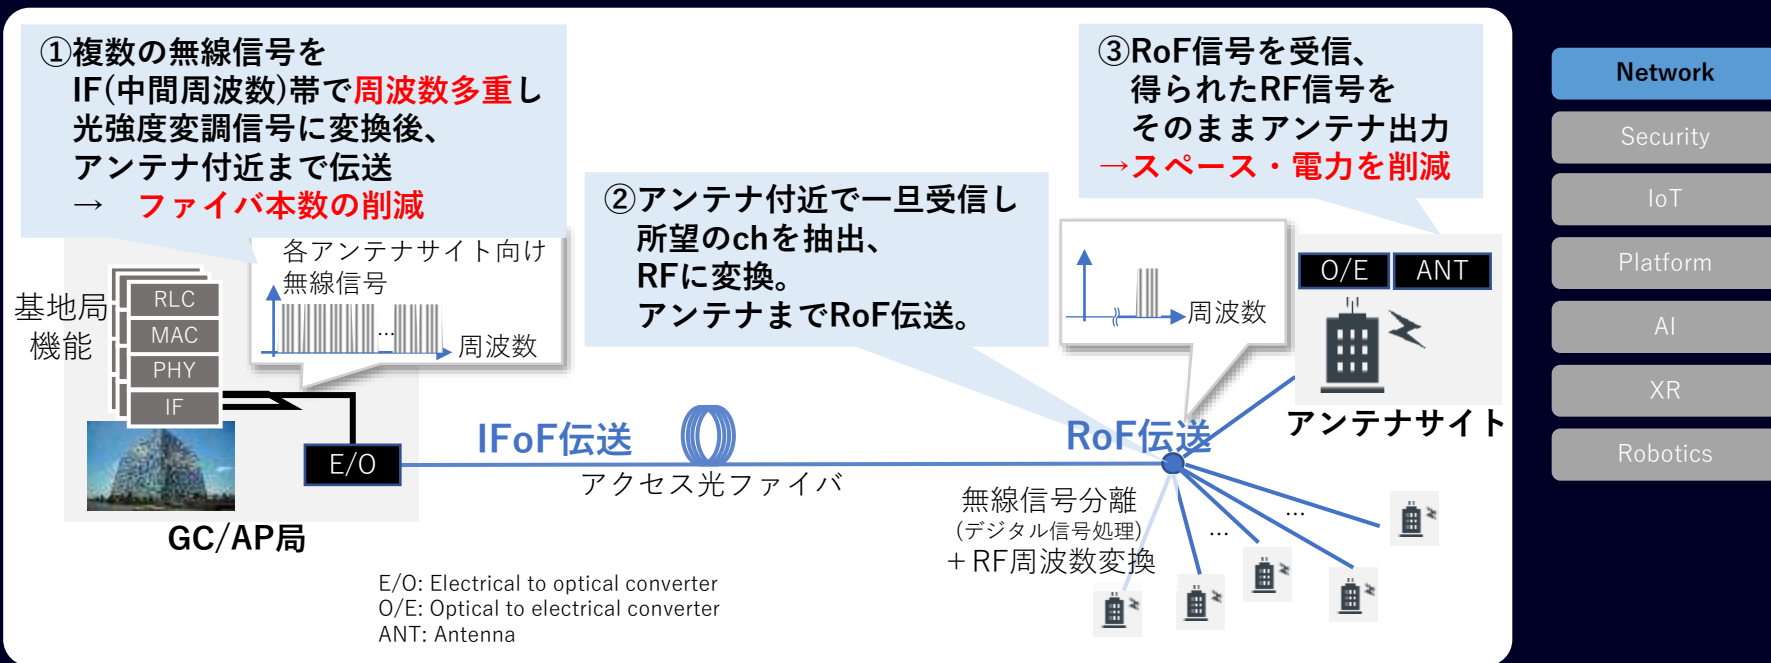 ①複数の無線信号を
IF(中間周波数)帯で周波数多重し
光強度変調信号に変換後、
アンテナ付近まで伝送
→ ファイバ本数の削減
②アンテナ付近で一旦受信し
所望のchを抽出、
RFに変換。
アンテナまでRoF伝送。
③RoF信号を受信、
得られたRF信号を
そのままアンテナ出力
→スペース・電力を削減
各アンテナサイト向け
無線信号
...
周波数
基地局
機能
RLC
MAC
PHY
IF
E/O
GC/AP局
IFoF伝送
アクセス光ファイバ
RoF伝送
周波数
O/E
ANT
アンテナサイト
無線信号分離
(デジタル信号処理)
＋RF周波数変換
...
...
E/O: Electrical to optical converter
O/E: Optical to electrical converter
ANT: Antenna
Network
Security
IoT
Platform
AI
XR
Robotics